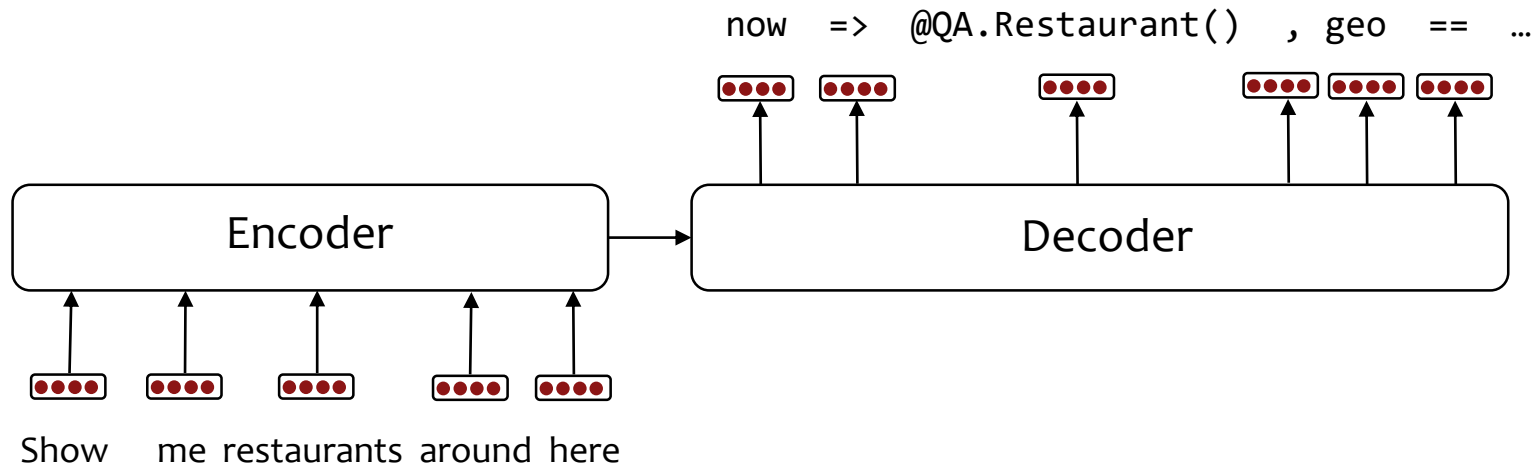 now => @QA.Restaurant() , geo == …
Encoder
Decoder
Show me restaurants around here